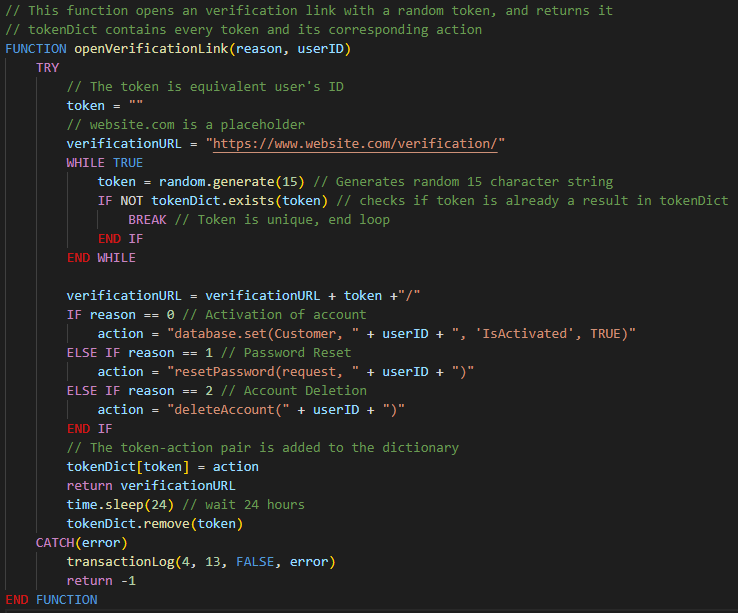 // This function opens an verification link with a random token, and returns it
// tokenDict contains every token and its corresponding action
FUNCTION openVerificationLink(reason, userID)
TRY
// The token is equivalent user's ID
token = ""
// website.com is a placeholder
verificationURL = "https://www.website.com/verification/"
WHILE TRUE
token = random.generate(15) // Generates random 15 character string
IF NOT tokenDict.exists(token) // checks if token is already a result in tokenDict
BREAK // Token is unique, end loop
END IF
END WHILE
verificationURL = verificationURL + token +"/"
IF reason == 0 // Activation of account
action = "database.set(Customer, " + userID + ", 'IsActivated', TRUE)"
ELSE IF reason == 1 // Password Reset
action = "resetPassword(request, " + userID + ")"
ELSE IF reason == 2 // Account Deletion
action = "deleteAccount(" + userID + ")"
END IF
// The token-action pair is added to the dictionary
tokenDict[token] = action
return verificationURL
time.sleep(24) // wait 24 hours
tokenDict.remove(token)
CATCH(error)
transactionLog(4, 13, FALSE, error)
return -1
END FUNCTION